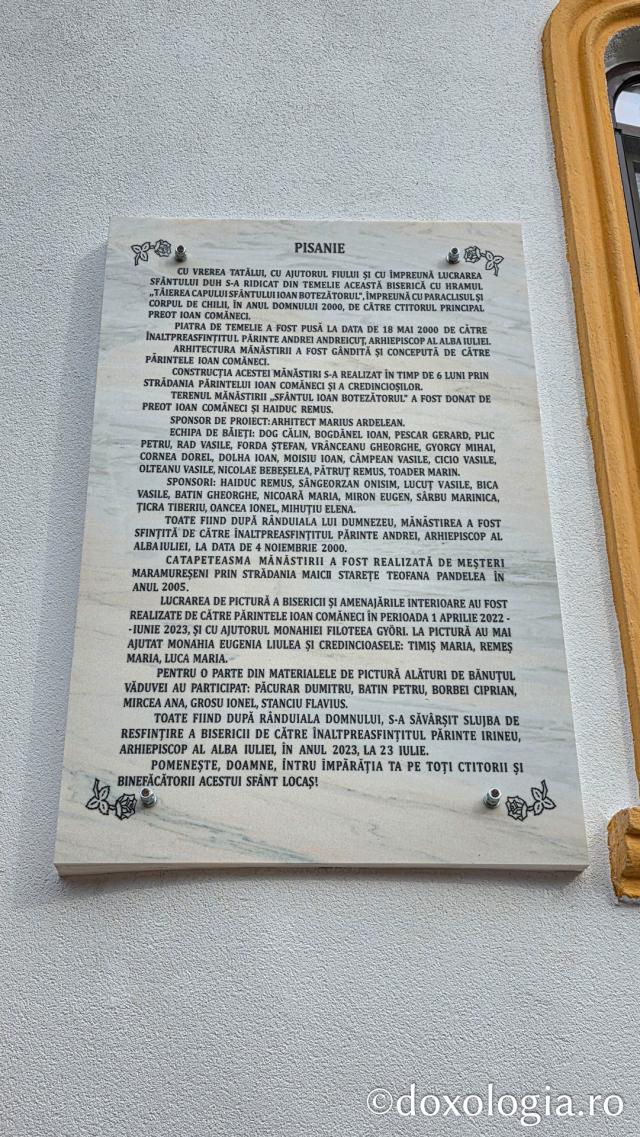 PISANIE
CU VREREA TATĂLUI, CU AJUTORUL FIULUI ȘI CU ÎMPREUNĂ LUCRAREA
SFÂNTULUI DUH S-A RIDICAT DIN TEMELIE ACEASTĂ BISERICĂ CU HRAMUL
„TĂIEREA CAPULUI SFÂNTULUI IOAN BOTEZĂTORUL", ÎMPREUNĂ CU PARACLISUL ȘI
CORPUL DE CHILII, ÎN ANUL DOMNULUI 2000, DE CĂTRE CTITORUL PRINCIPAL
PREOT IOAN COMĂNECI.
PIATRA DE TEMELIE A FOST PUSĂ LA DATA DE 18 MAI 2000 DE CĂTRE
ÎNALTPREASFINȚITUL PĂRINTE ANDREI ANDREICUȚ, ARHIEPISCOP AL ALBA IULIEI.
ARHITECTURA MĂNĂSTIRII A FOST GÂNDITĂ ȘI CONCEPUTĂ DE CĂTRE
PĂRINTELE IOAN COMĂNECI.
CONSTRUCȚIA ACESTEI MĂNĂSTIRI S-A REALIZAT ÎN TIMP DE 6 LUNI PRIN
STRĂDANIA PĂRINTELUI IOAN COMĂNECI ȘI A CREDINCIOȘILOR.
TERENUL MĂNĂSTIRII „SFÂNTUL IOAN BOTEZĂTORUL" A FOST DONAT DE
PREOT IOAN COMĂNECI ȘI HAIDUC REMUS.
SPONSOR DE PROIECT: ARHITECT MARIUS ARDELEAN.
ECHIPA DE BĂIEȚI: DOG CĂLIN, BOGDĂNEL IOAN, PESCAR GERARD, PLIC
PETRU, RAD VASILE, FORDA ȘTEFAN, VRÂNCEANU GHEORGHE, GYORGY MIHAI,
CORNEA DOREL, DOLHA IOAN, MOISIU IOAN, CÂMPEAN VASILE, CICIO VASILE,
OLTEANU VASILE, NICOLAE BEBEȘELEA, PĂTRUȚ REMUS, TOADER MARIN.
SPONSORI: HAIDUC REMUS, SÂNGEORZAN ONISIM, LUCUȚ VASILE, BICA
VASILE, BATIN GHEORGHE, NICOARĂ MARIA, MIRON EUGEN, SÂRBU MARINICA,
ȚICRA TIBERIU, OANCEA IONEL, MIHUȚIU ELENA.
TOATE FIIND DUPĂ RÂNDUIALA LUI DUMNEZEU, MĂNĂSTIREA A FOST
SFINȚITĂ DE CĂTRE ÎNALTPREASFINȚITUL PĂRINTE ANDREI, ARHIEPISCOP AL
ALBA IULIEI, LA DATA DE 4 NOIEMBRIE 2000.
CATAPETEASMA MĂNĂSTIRII A FOST REALIZATĂ DE MEȘTERI
MARAMUREȘENI PRIN STRĂDANIA MAICII STAREȚE TEOFANA PANDELEA ÎN
ANUL 2005.
LUCRAREA DE PICTURĂ A BISERICII ȘI AMENAJĂRILE INTERIOARE AU FOST
REALIZATE DE CĂTRE PĂRINTELE IOAN COMĂNECI ÎN PERIOADA 1 APRILIE 2022 -
-IUNIE 2023, ȘI CU AJUTORUL MONAHIEI FILOTEEA GYÖRI. LA PICTURĂ AU MAI
AJUTAT MONAHIA EUGENIA LIULEA ȘI CREDINCIOASELE: TIMIȘ MARIA, REMEȘ
MARIA, LUCA MARIA.
PENTRU O PARTE DIN MATERIALELE DE PICTURĂ ALĂTURI DE BĂNUȚUL
VĂDUVEI AU PARTICIPAT: PĂCURAR DUMITRU, BATIN PETRU, BORBEI CIPRIAN,
MIRCEA ANA, GROSU IONEL, STANCIU FLAVIUS.
TOATE FIIND DUPĂ RÂNDUIALA DOMNULUI, S-A SĂVÂRȘIT SLUJBA DE
RESFINȚIRE A BISERICII DE CĂTRE ÎNALTPREASFINȚITUL PĂRINTE IRINEU,
ARHIEPISCOP AL ALBA IULIEI, ÎN ANUL 2023, LA 23 IULIE.
POMENEȘTE, DOAMNE, ÎNTRU ÎMPĂRĂȚIA TA PE TOȚI CTITORII ȘI
BINEFĂCĂTORII ACESTUI SFÂNT LOCAȘ!
©doxologia.ro